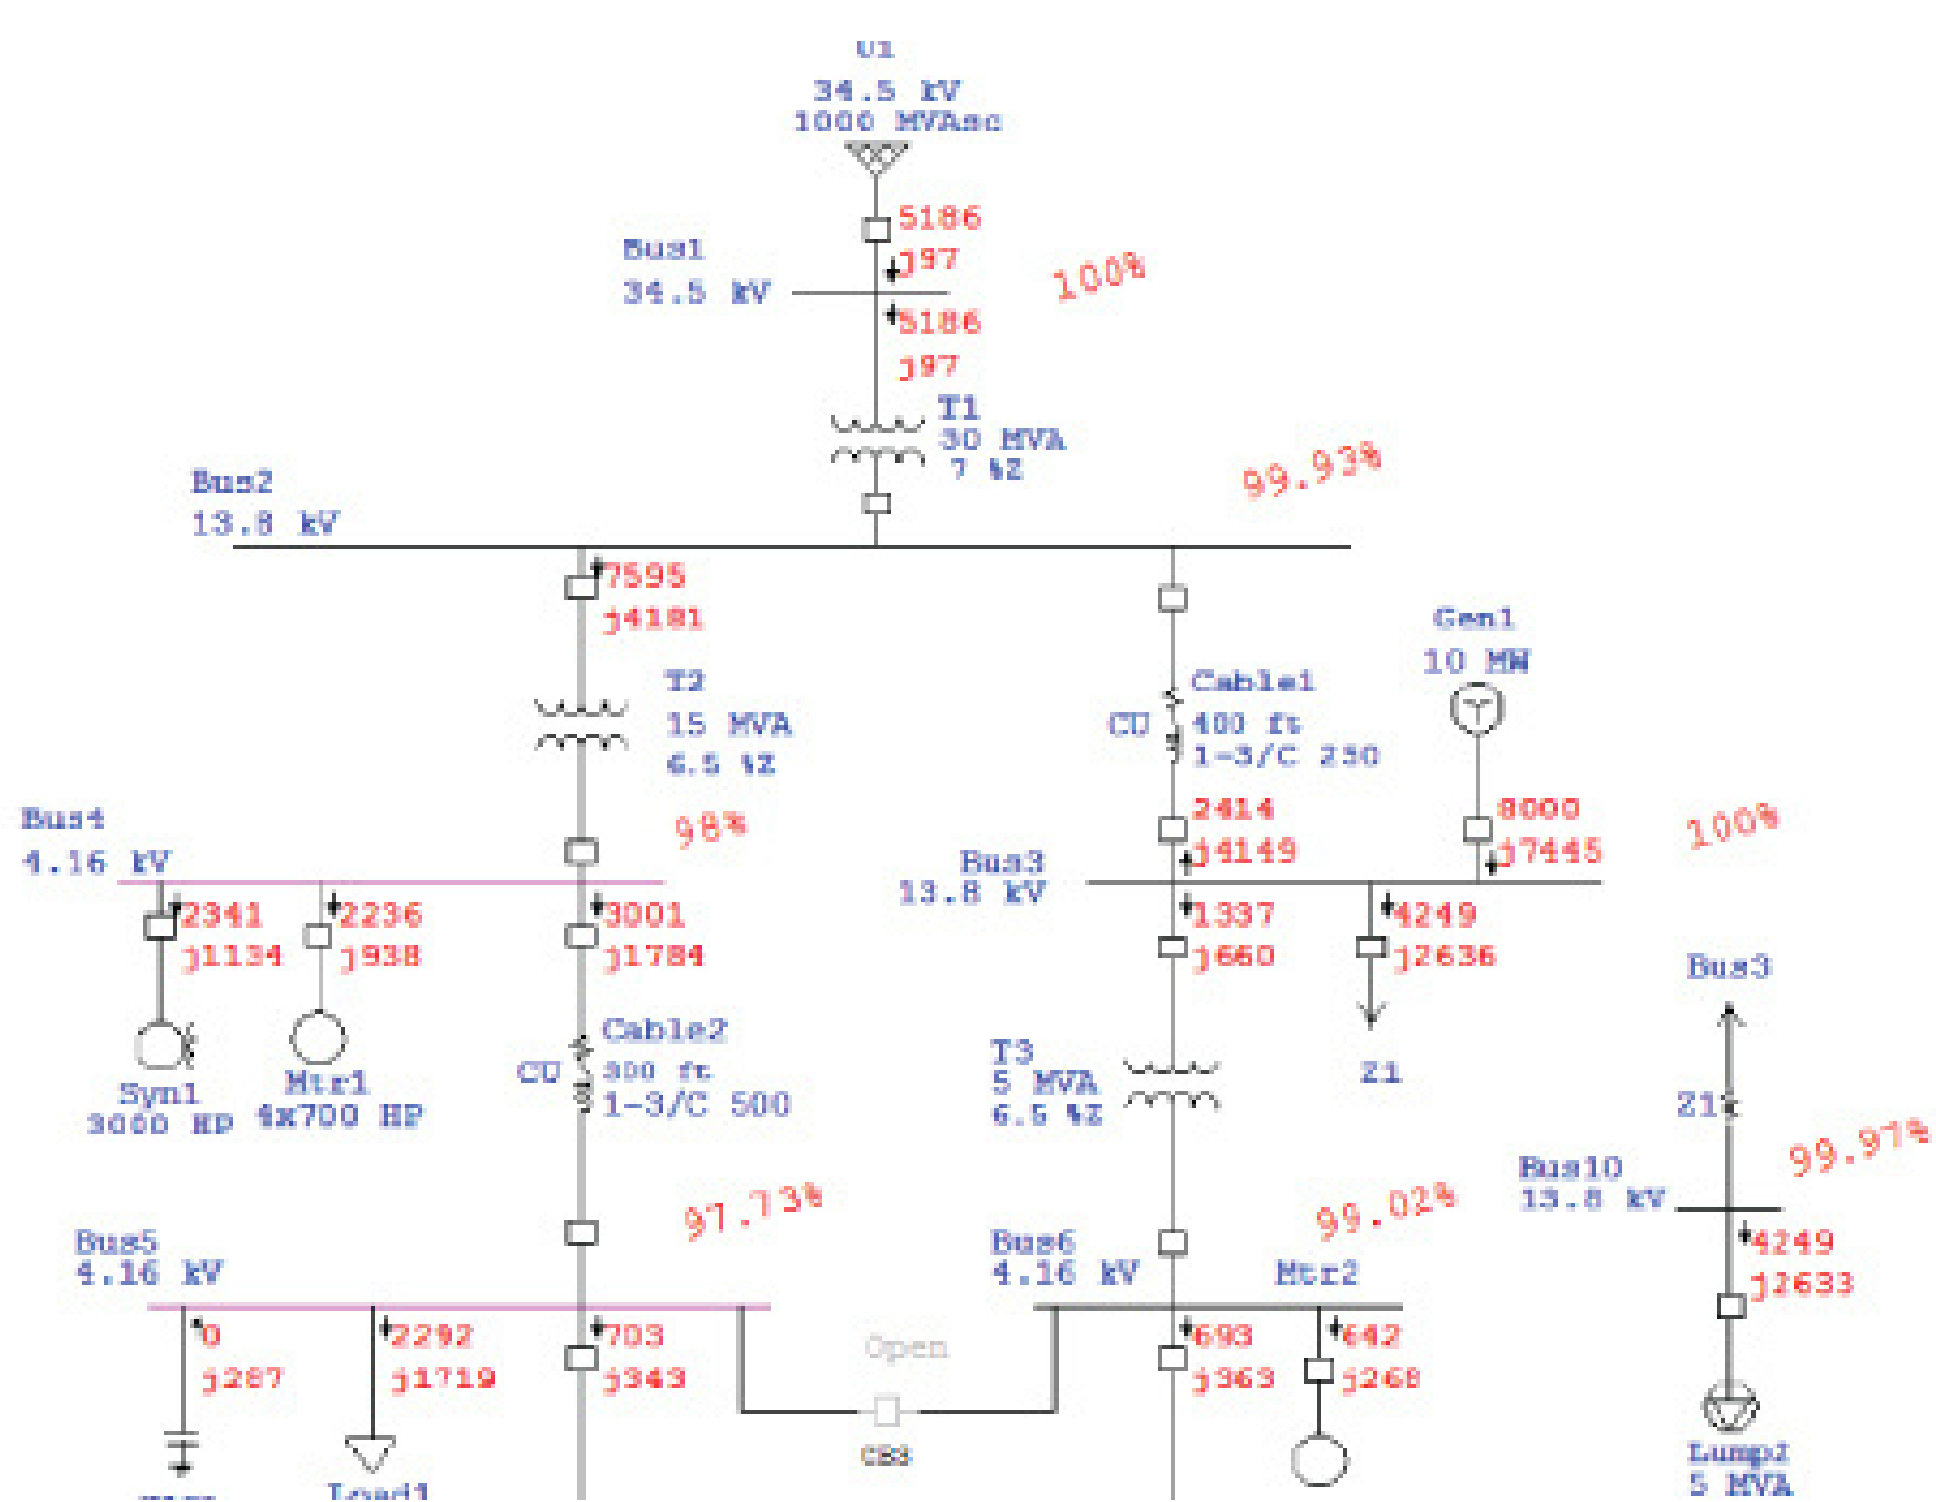 U1
34.5 kV
1000 MVAsc
5186
j97
Bus1
34.5 kV
100%
5186
j97
T1
30 MVA
7 %Z
Bus2
13.8 kV
99.93%
7595
j4181
T2
15 MVA
6.5 %Z
Gen1
10 MW
Cable1
CU
400 ft
1-3/C 250
Bus4
4.16 kV
98%
2414
j4149
8000
j7445
100%
Bus3
13.8 kV
2341
j1134
2236
j938
3001
j1784
1337
j660
4249
j2636
Syn1
3000 HP
Mtr1
4x700 HP
Cable2
CU
300 ft
1-3/C 500
T3
5 MVA
6.5 %Z
Z1
Bus3
Z1
Bus10
13.8 kV
99.97%
4249
j2633
Lump2
5 MVA
Bus5
4.16 kV
97.73%
Bus6
4.16 kV
99.02%
Mtr2
0
j287
2292
j1719
703
j343
Open
CB3
693
j363
642
j268
Load1